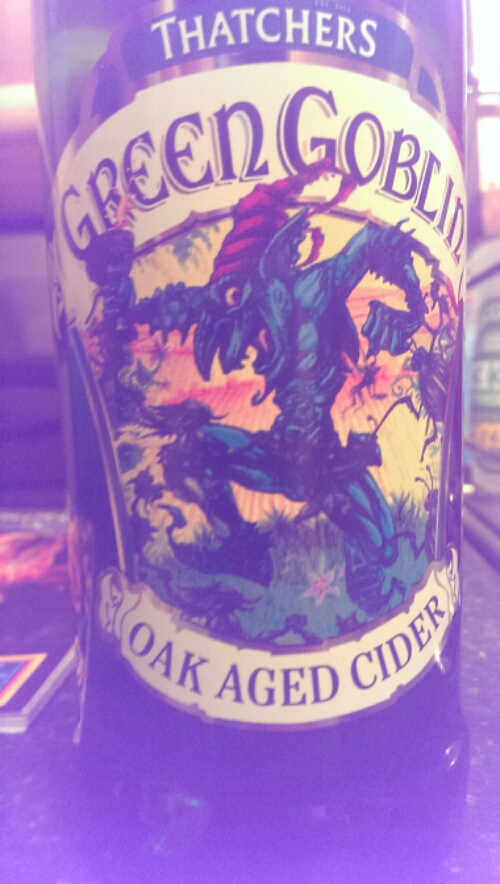 THATCHERS
GREEN GOBLIN
OAK AGED CIDER